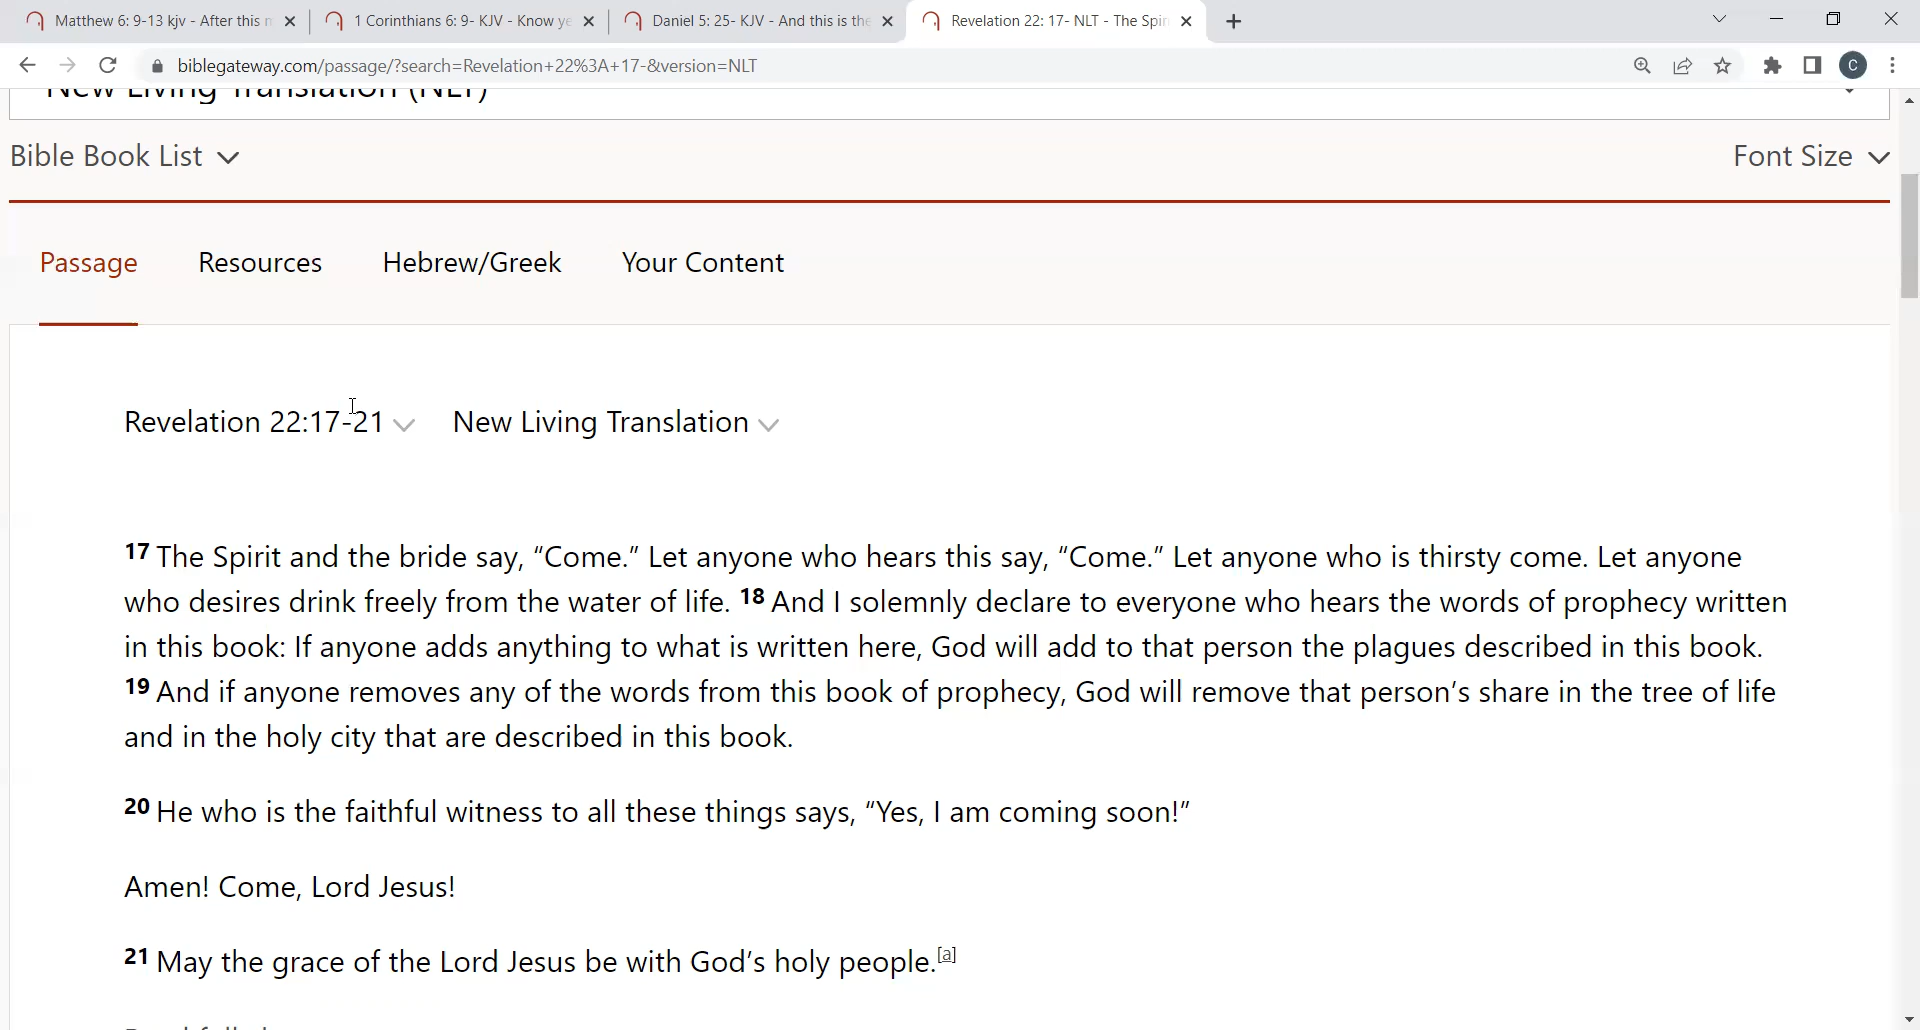 Matthew 6: 9-13 kjv - After this m
1 Corinthians 6: 9- KJV - Know ye
Daniel 5: 25- KJV - And this is the
Revelation 22: 17- NLT - The Spiri
biblegateway.com/passage/?search=Revelation+22%3A+17-&version=NLT
C
New Living Translation (NLT)
Bible Book List
Font Size
Passage Resources Hebrew/Greek Your Content
Revelation 22:17-21 New Living Translation
17 The Spirit and the bride say, “Come.” Let anyone who hears this say, “Come.” Let anyone who is thirsty come. Let anyone
who desires drink freely from the water of life. 18 And I solemnly declare to everyone who hears the words of prophecy written
in this book: If anyone adds anything to what is written here, God will add to that person the plagues described in this book.
19 And if anyone removes any of the words from this book of prophecy, God will remove that person’s share in the tree of life
and in the holy city that are described in this book.
20 He who is the faithful witness to all these things says, “Yes, I am coming soon!”
Amen! Come, Lord Jesus!
21 May the grace of the Lord Jesus be with God’s holy people.[a]